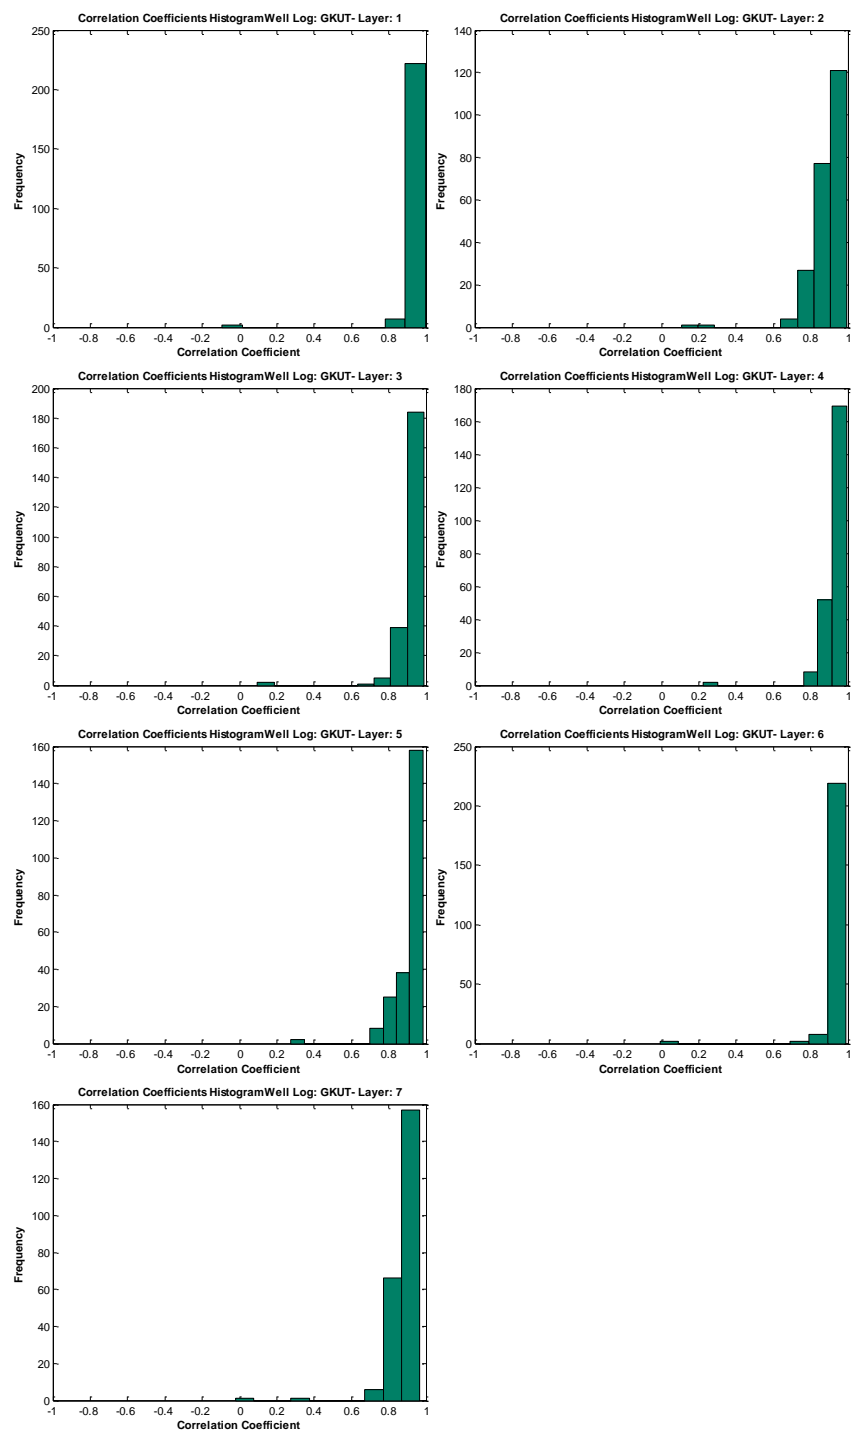 Correlation Coefficients HistogramWell Log: GKUT- Layer: 1
250
200
150
100
50
0
Frequency
-1 -0.8 -0.6 -0.4 -0.2 0 0.2 0.4 0.6 0.8 1
Correlation Coefficient
Correlation Coefficients HistogramWell Log: GKUT- Layer: 2
140
120
100
80
60
40
20
0
Frequency
-1 -0.8 -0.6 -0.4 -0.2 0 0.2 0.4 0.6 0.8 1
Correlation Coefficient
Correlation Coefficients HistogramWell Log: GKUT- Layer: 3
200
180
160
140
120
100
80
60
40
20
0
Frequency
-1 -0.8 -0.6 -0.4 -0.2 0 0.2 0.4 0.6 0.8 1
Correlation Coefficient
Correlation Coefficients HistogramWell Log: GKUT- Layer: 4
180
160
140
120
100
80
60
40
20
0
Frequency
-1 -0.8 -0.6 -0.4 -0.2 0 0.2 0.4 0.6 0.8 1
Correlation Coefficient
Correlation Coefficients HistogramWell Log: GKUT- Layer: 5
160
140
120
100
80
60
40
20
0
Frequency
-1 -0.8 -0.6 -0.4 -0.2 0 0.2 0.4 0.6 0.8 1
Correlation Coefficient
Correlation Coefficients HistogramWell Log: GKUT- Layer: 6
250
200
150
100
50
0
Frequency
-1 -0.8 -0.6 -0.4 -0.2 0 0.2 0.4 0.6 0.8 1
Correlation Coefficient
Correlation Coefficients HistogramWell Log: GKUT- Layer: 7
160
140
120
100
80
60
40
20
0
Frequency
-1 -0.8 -0.6 -0.4 -0.2 0 0.2 0.4 0.6 0.8 1
Correlation Coefficient